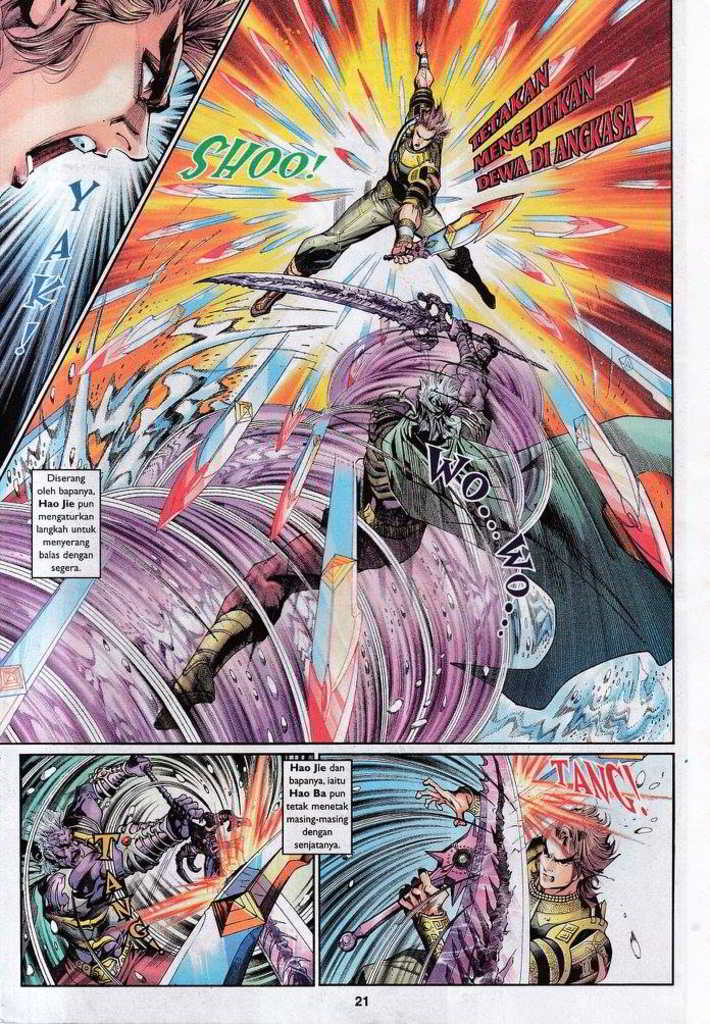 YAK!
SHOO!
TETAKAN
MENGEJUTKAN
DEWA DI ANGKASA
WO...WO...
Diserang
oleh bapanya,
Hao Jie pun
mengaturkan
langkah untuk
menyerang
balas dengan
segera.
TANG
Hao Jie dan
bapanya, iaitu
Hao Ba pun
tetak menetak
masing-masing
dengan
senjatanya.
TANG!
21